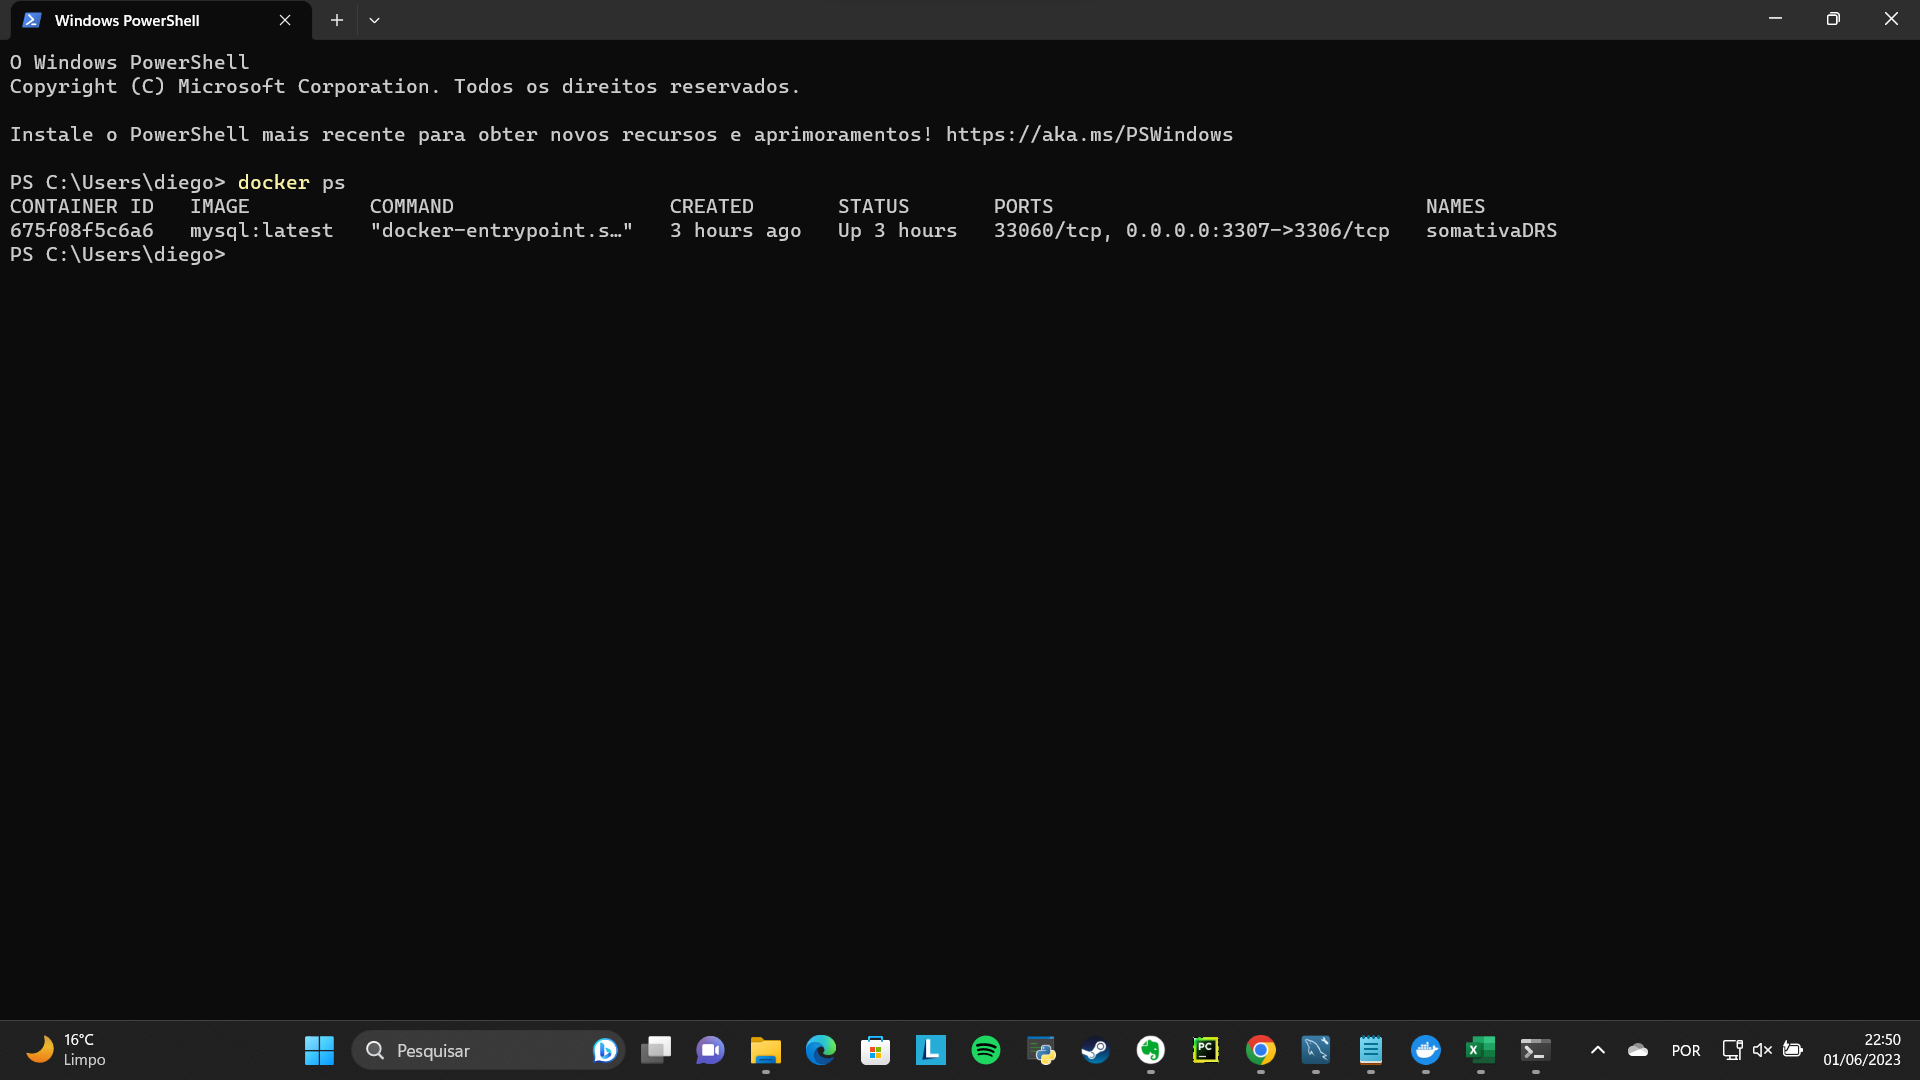 Windows PowerShell
O Windows PowerShell
Copyright (C) Microsoft Corporation. Todos os direitos reservados.
Instale o PowerShell mais recente para obter novos recursos e aprimoramentos! https://aka.ms/PSWindows
PS C:\Users\diego> docker ps
CONTAINER ID   IMAGE          COMMAND                  CREATED       STATUS       PORTS                               NAMES
675f08f5c6a6   mysql:latest   "docker-entrypoint.s…"   3 hours ago   Up 3 hours   33060/tcp, 0.0.0.0:3307->3306/tcp   somativaDRS
PS C:\Users\diego>
16°C
Limpo
Pesquisar
L
PC
X
POR
22:50
01/06/2023